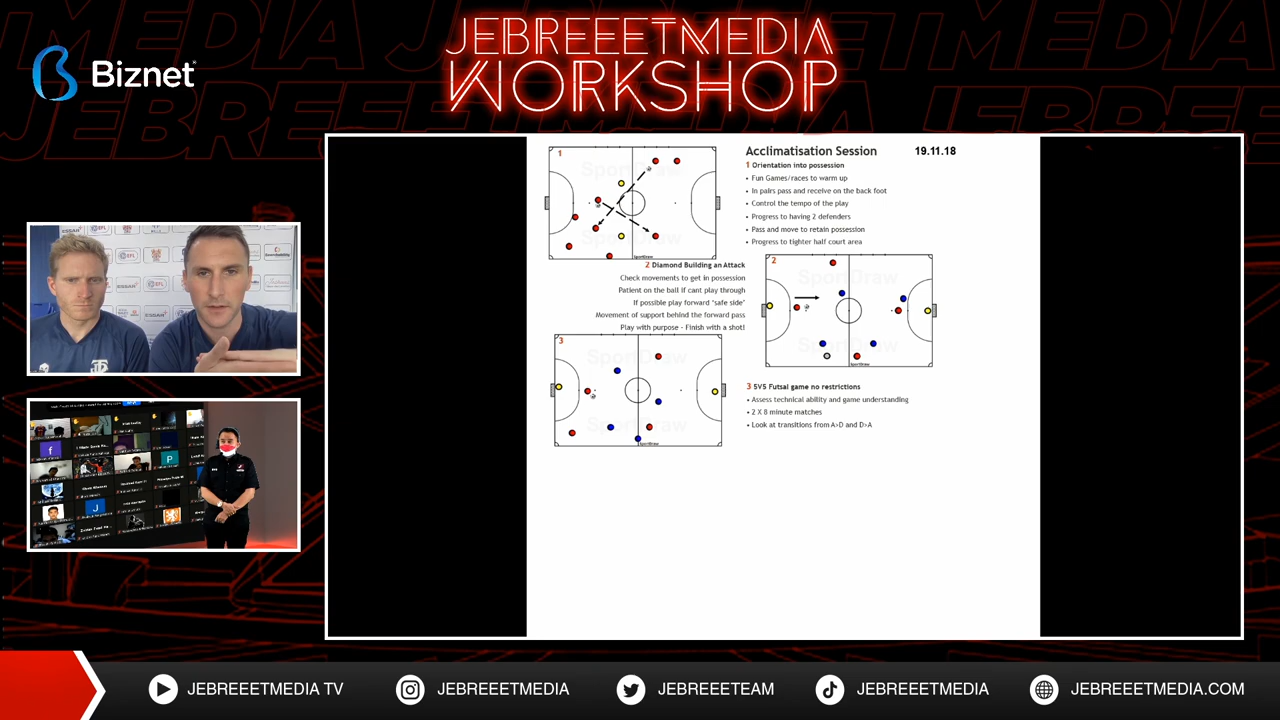 Biznet
JEBREEETMEDIA
WORKSHOP
Acclimatisation Session
19.11.18
1 Orientation into possession
• Fun Games/races to warm up
• In pairs pass and receive on the back foot
• Control the tempo of the play
• Progress to having 2 defenders
• Pass and move to retain possession
• Progress to tighter half court area
1
SportDraw
2 Diamond Building an Attack
Check movements to get in possession
Patient on the ball if cant play through
If possible play forward "safe side"
Movement of support behind the forward pass
Play with purpose - Finish with a shot!
2
SportDraw
3
SportDraw
3 5V5 Futsal game no restrictions
• Assess technical ability and game understanding
• 2 X 8 minute matches
• Look at transitions from A>D and D>A
JEBREEETMEDIA TV
JEBREEETMEDIA
JEBREEETEAM
JEBREEETMEDIA
JEBREEETMEDIA.COM